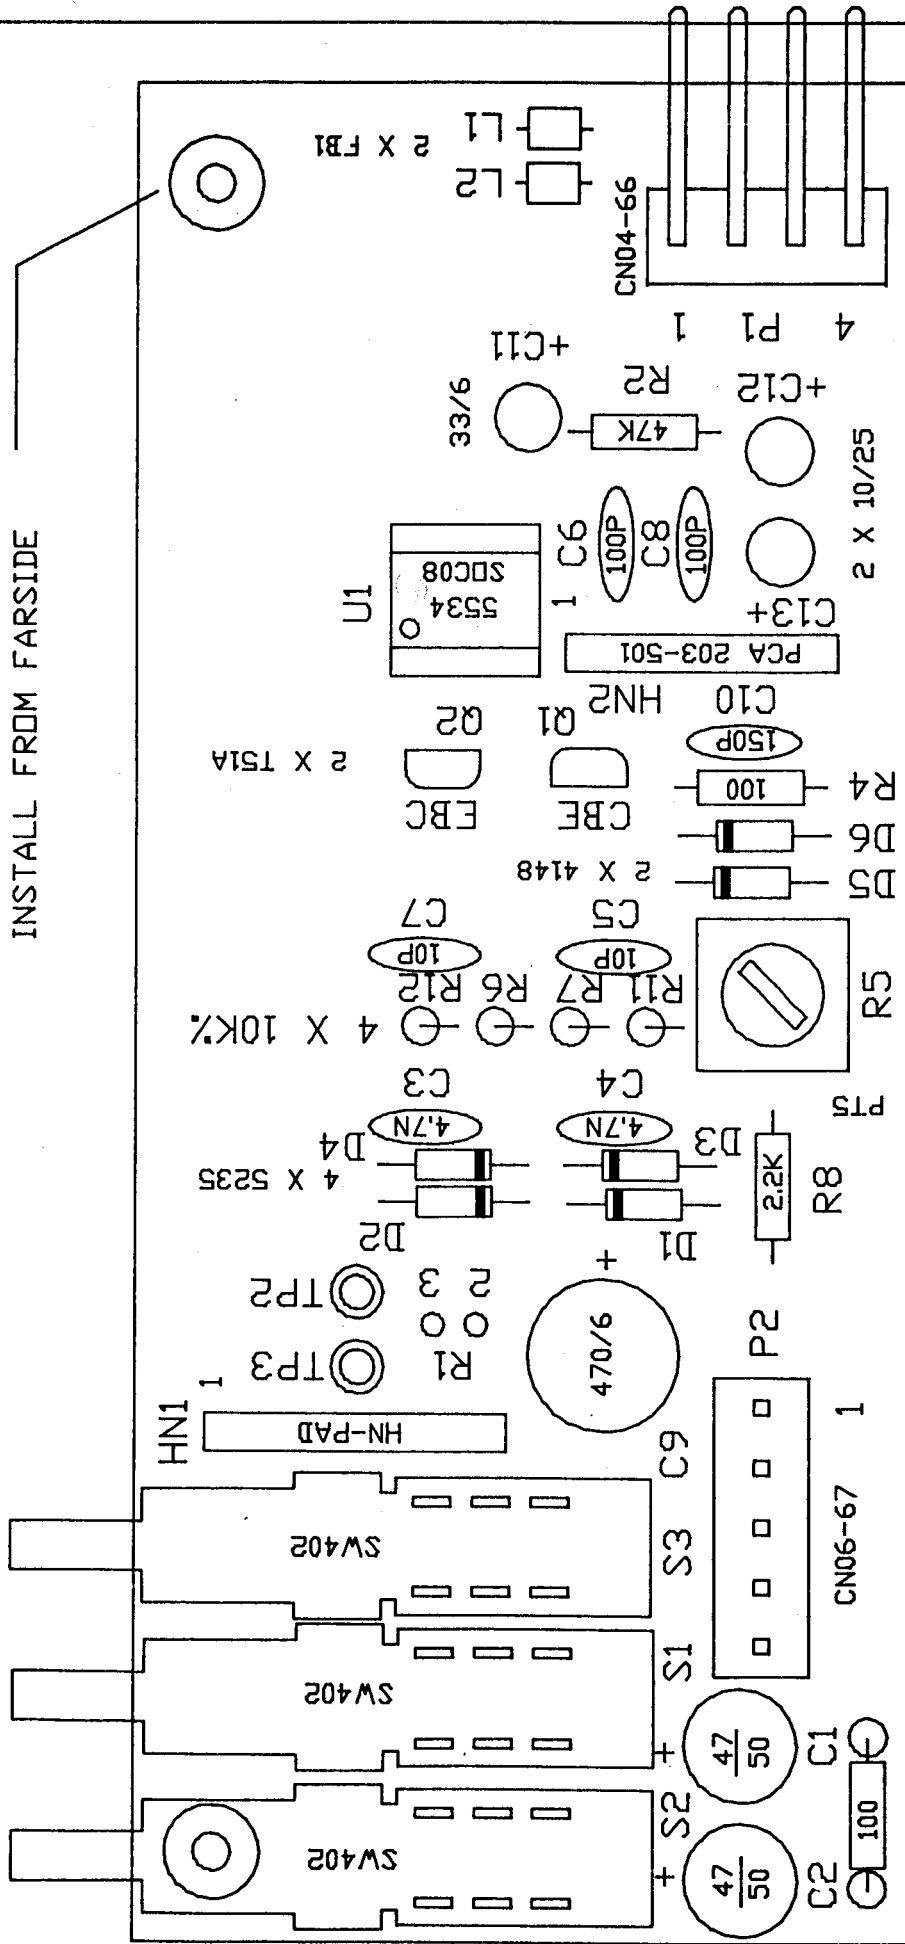 INSTALL FROM FARSIDE
2 X FB1
L1
L2
CN04-66
1
P1
4
+C11
33/6
R2
47K
+C12
2 X 10/25
U1
5534
SOC08
1
C6
100P
C8
100P
C13+
PCA 203-501
HN2
Q2
Q1
2 X T51A
EBC
CBE
C10
150P
100
R4
D6
D5
2 X 4148
C7
10P
C5
10P
R12
R6
R7
R11
4 X 10K%
R5
PT5
C3
4.7N
C4
4.7N
D4
D3
4 X 5235
D2
D1
2.2K
R8
TP2
3
2
TP3
R1
+
470/6
P2
HN1
1
HN-PAD
C9
1
SW402
S3
CN06-67
SW402
S1
+
47
50
C1
SW402
S2
+
47
50
C2
100